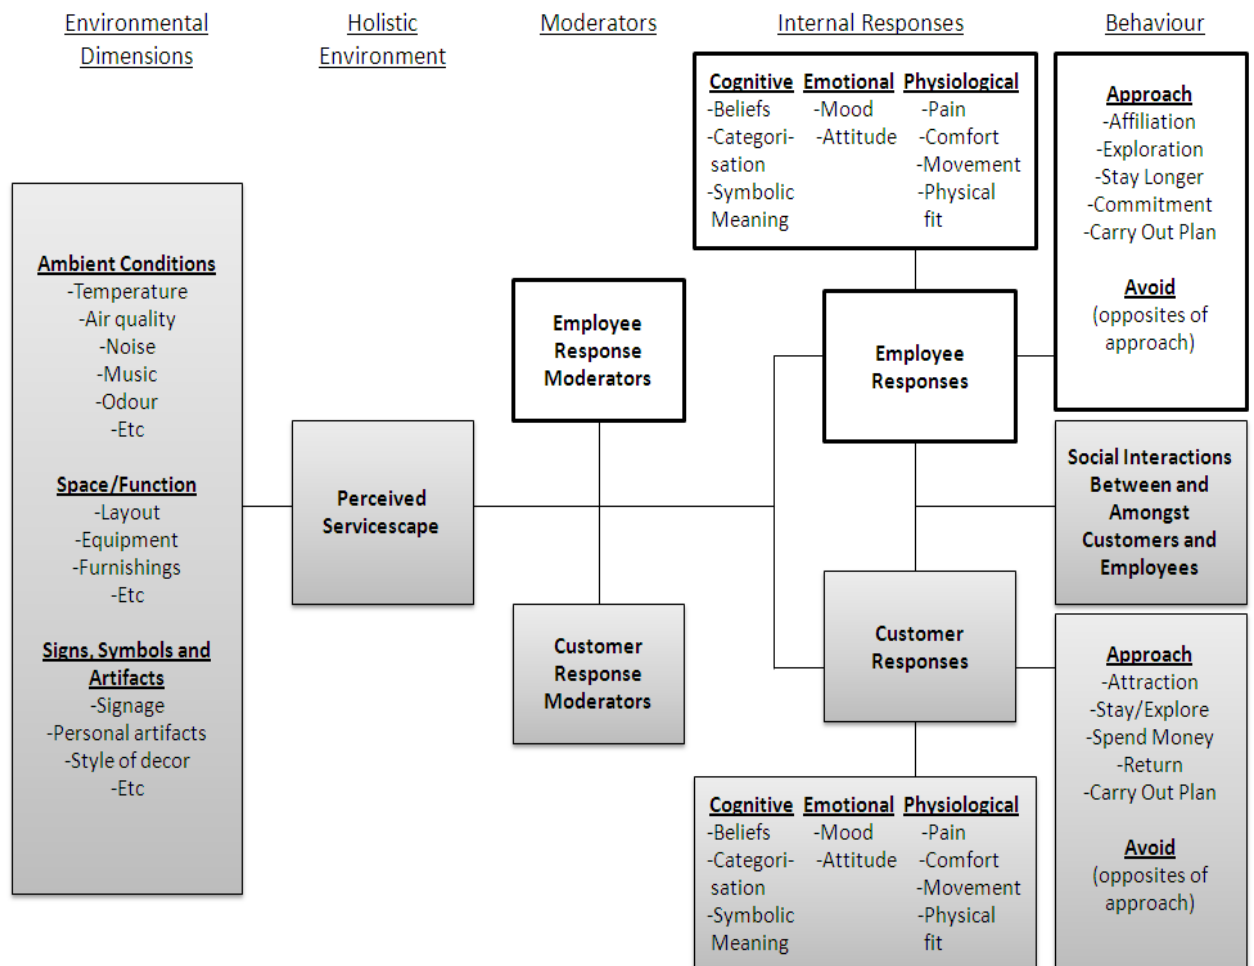 Environmental
Dimensions
Holistic
Environment
Moderators
Internal Responses
Behaviour
Ambient Conditions
-Temperature
-Air quality
-Noise
-Music
-Odour
-Etc
Space/Function
-Layout
-Equipment
-Furnishings
-Etc
Signs, Symbols and
Artifacts
-Signage
-Personal artifacts
-Style of decor
-Etc
Perceived
Servicescape
Employee
Response
Moderators
Customer
Response
Moderators
Cognitive
-Beliefs
-Categori-
sation
-Symbolic
Meaning
Emotional
-Mood
-Attitude
Physiological
-Pain
-Comfort
-Movement
-Physical
fit
Employee
Responses
Customer
Responses
Cognitive
-Beliefs
-Categori-
sation
-Symbolic
Meaning
Emotional
-Mood
-Attitude
Physiological
-Pain
-Comfort
-Movement
-Physical
fit
Approach
-Affiliation
-Exploration
-Stay Longer
-Commitment
-Carry Out Plan
Avoid
(opposites of
approach)
Social Interactions
Between and
Amongst
Customers and
Employees
Approach
-Attraction
-Stay/Explore
-Spend Money
-Return
-Carry Out Plan
Avoid
(opposites of
approach)